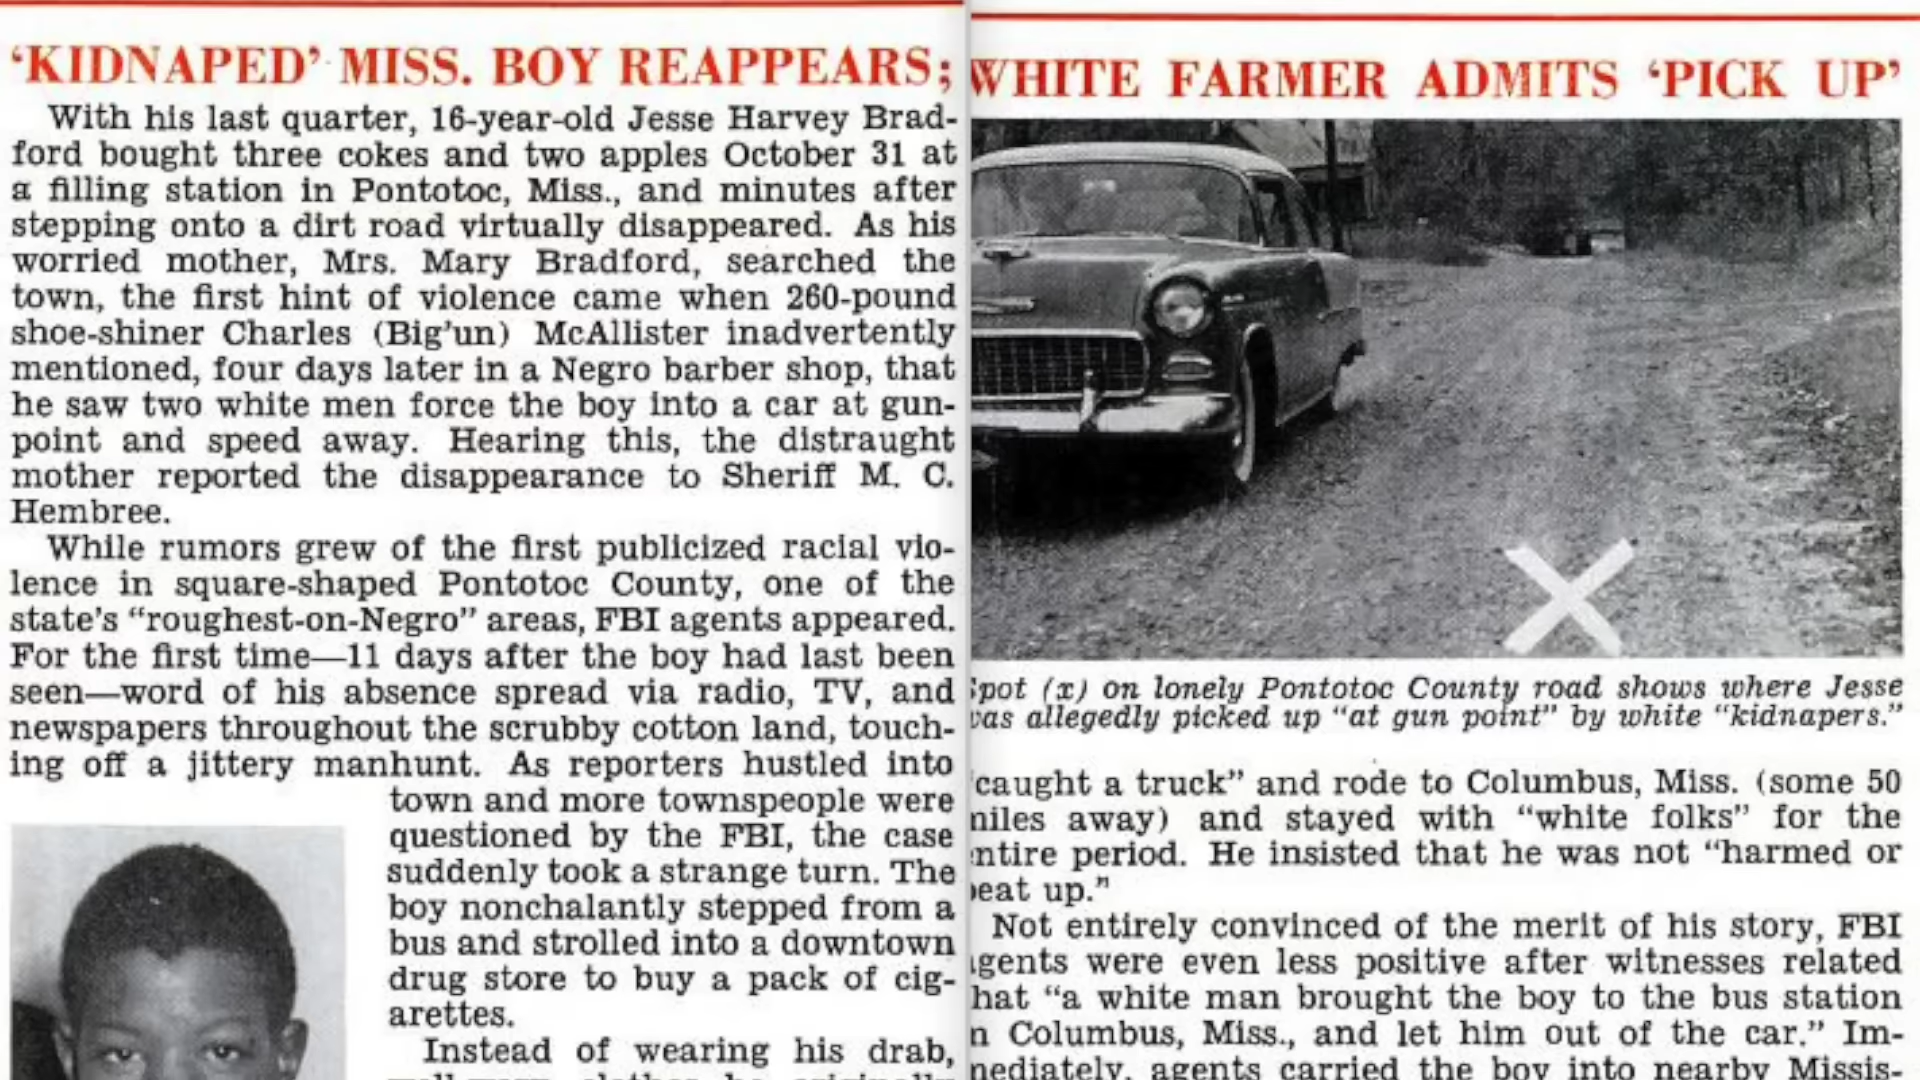 ‘KIDNAPED’ MISS. BOY REAPPEARS;
With his last quarter, 16-year-old Jesse Harvey Brad-
ford bought three cokes and two apples October 31 at
a filling station in Pontotoc, Miss., and minutes after
stepping onto a dirt road virtually disappeared. As his
worried mother, Mrs. Mary Bradford, searched the
town, the first hint of violence came when 260-pound
shoe-shiner Charles (Big’un) McAllister inadvertently
mentioned, four days later in a Negro barber shop, that
he saw two white men force the boy into a car at gun-
point and speed away. Hearing this, the distraught
mother reported the disappearance to Sheriff M. C.
Hembree.
While rumors grew of the first publicized racial vio-
lence in square-shaped Pontotoc County, one of the
state’s “roughest-on-Negro” areas, FBI agents appeared.
For the first time—11 days after the boy had last been
seen—word of his absence spread via radio, TV, and
newspapers throughout the scrubby cotton land, touch-
ing off a jittery manhunt. As reporters hustled into
town and more townspeople were
questioned by the FBI, the case
suddenly took a strange turn. The
boy nonchalantly stepped from a
bus and strolled into a downtown
drug store to buy a pack of cig-
arettes.
Instead of wearing his drab,
WHITE FARMER ADMITS ‘PICK UP’
Spot (x) on lonely Pontotoc County road shows where Jesse
was allegedly picked up “at gun point” by white “kidnapers.”
“caught a truck” and rode to Columbus, Miss. (some 50
miles away) and stayed with “white folks” for the
entire period. He insisted that he was not “harmed or
beat up.”
Not entirely convinced of the merit of his story, FBI
agents were even less positive after witnesses related
that “a white man brought the boy to the bus station
in Columbus, Miss., and let him out of the car.” Im-
mediately, agents carried the boy into nearby Missis-